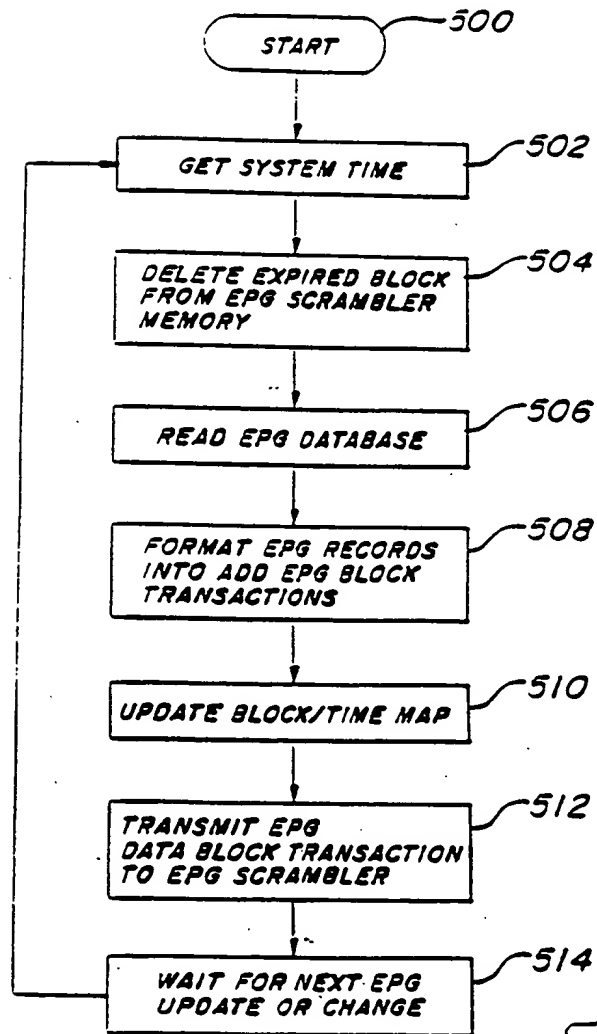 500
START
502
GET SYSTEM TIME
504
DELETE EXPIRED BLOCK
FROM EPG SCRAMBLER
MEMORY
506
READ EPG DATABASE
508
FORMAT EPG RECORDS
INTO ADD EPG BLOCK
TRANSACTIONS
510
UPDATE BLOCK/TIME MAP
512
TRANSMIT EPG
DATA BLOCK TRANSACTION
TO EPG SCRAMBLER
514
WAIT FOR NEXT EPG
UPDATE OR CHANGE